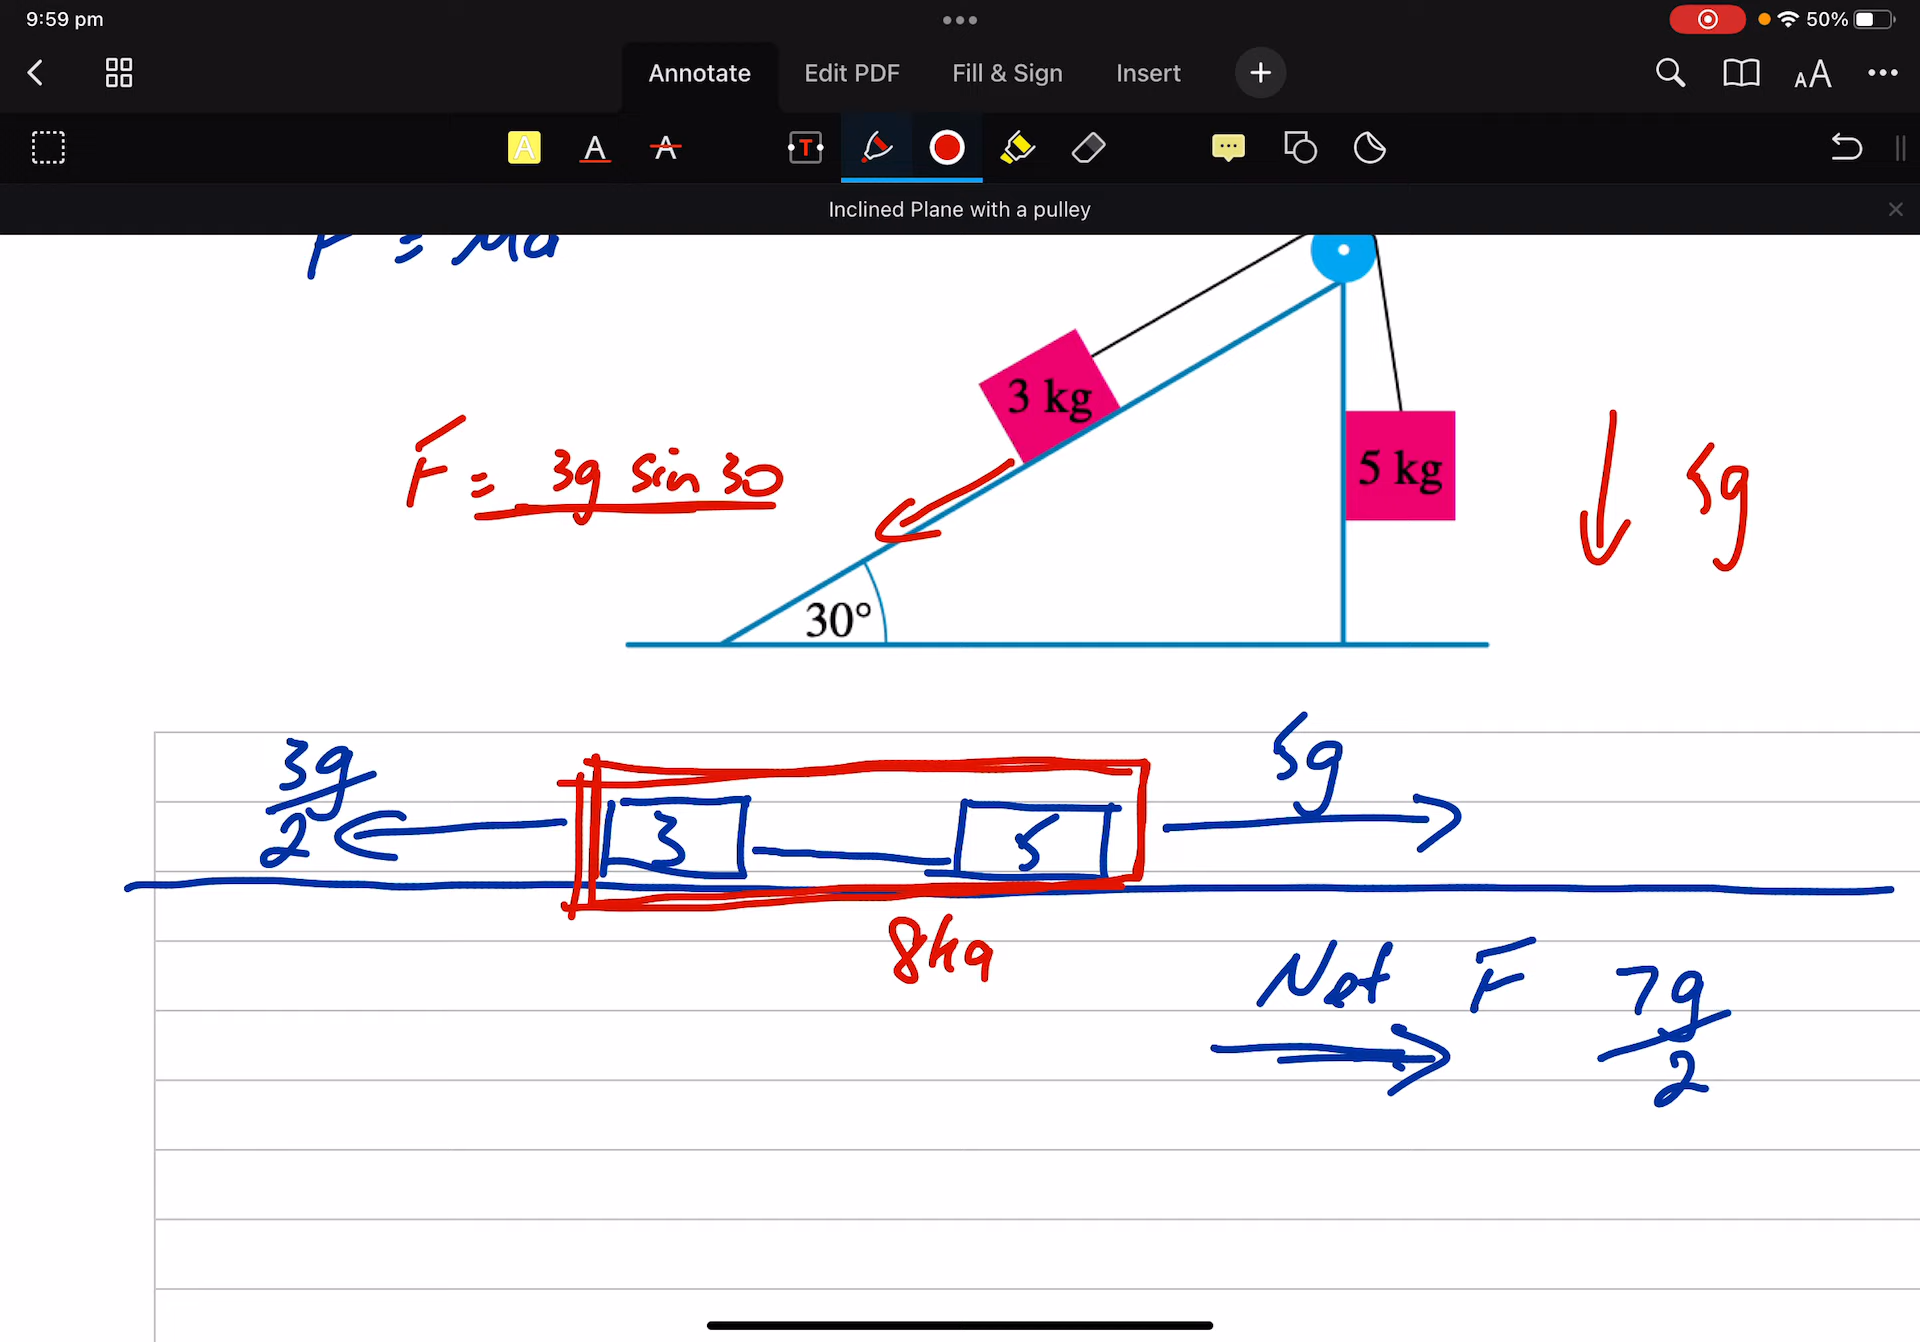 9:59 pm
50%
Annotate
Edit PDF
Fill & Sign
Insert
A A A T
AA
Inclined Plane with a pulley
F = Ma
3 kg
F = 3g sin 30
5 kg
5g
30°
3g/2
3
5
5g
8kg
Net F 7g/2